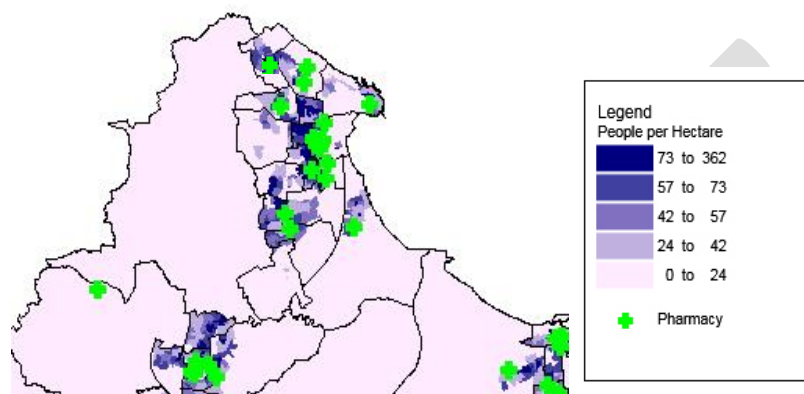 Legend
People per Hectare
73 to 362
57 to 73
42 to 57
24 to 42
0 to 24
Pharmacy